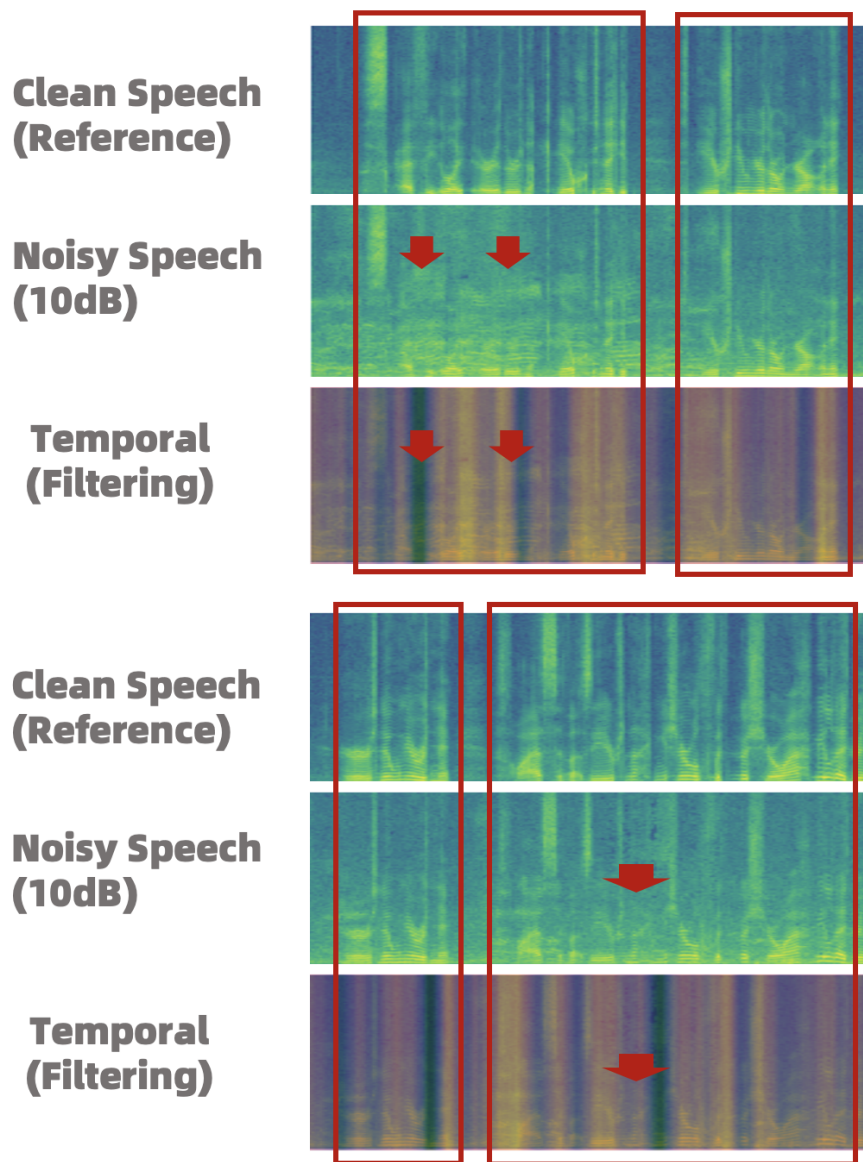 Clean Speech
(Reference)
Noisy Speech
(10dB)
Temporal
(Filtering)
Clean Speech
(Reference)
Noisy Speech
(10dB)
Temporal
(Filtering)